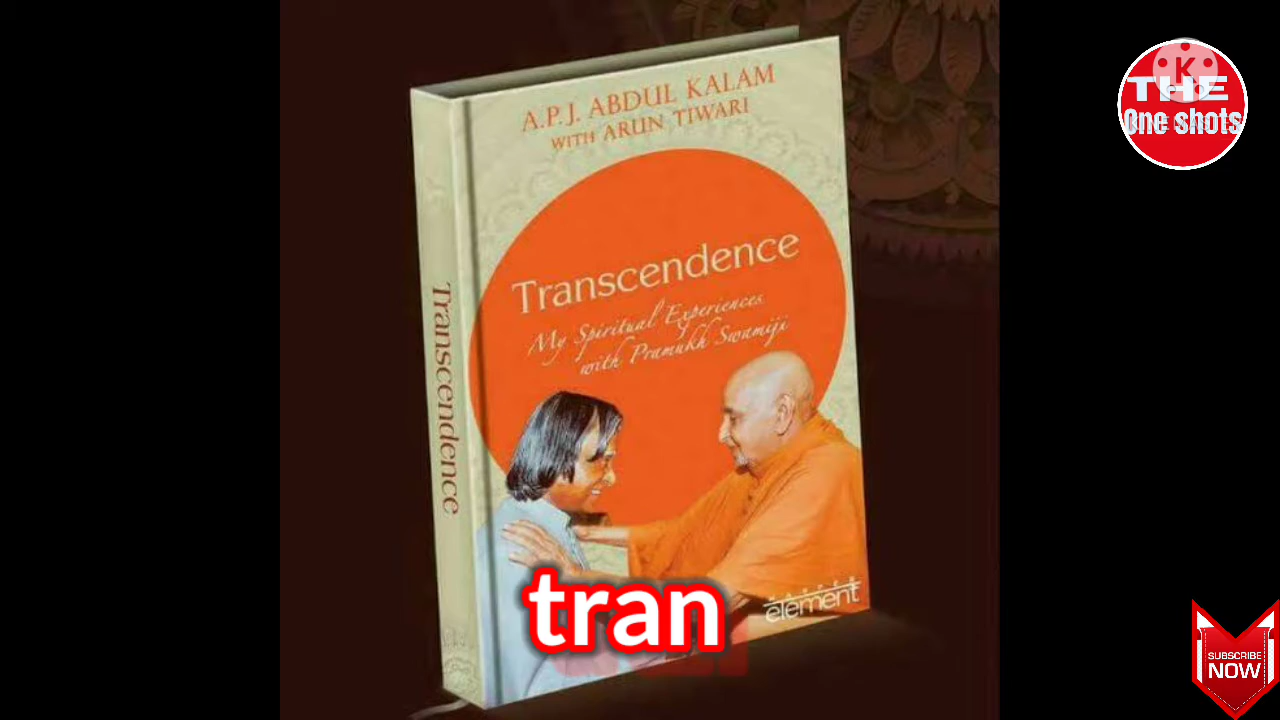 A.P.J. ABDUL KALAM
WITH ARUN TIWARI
Transcendence
My Spiritual Experiences
with Pramukh Swamiji
Transcendence
element
tran
K
THE
One shots
SUBSCRIBE
NOW